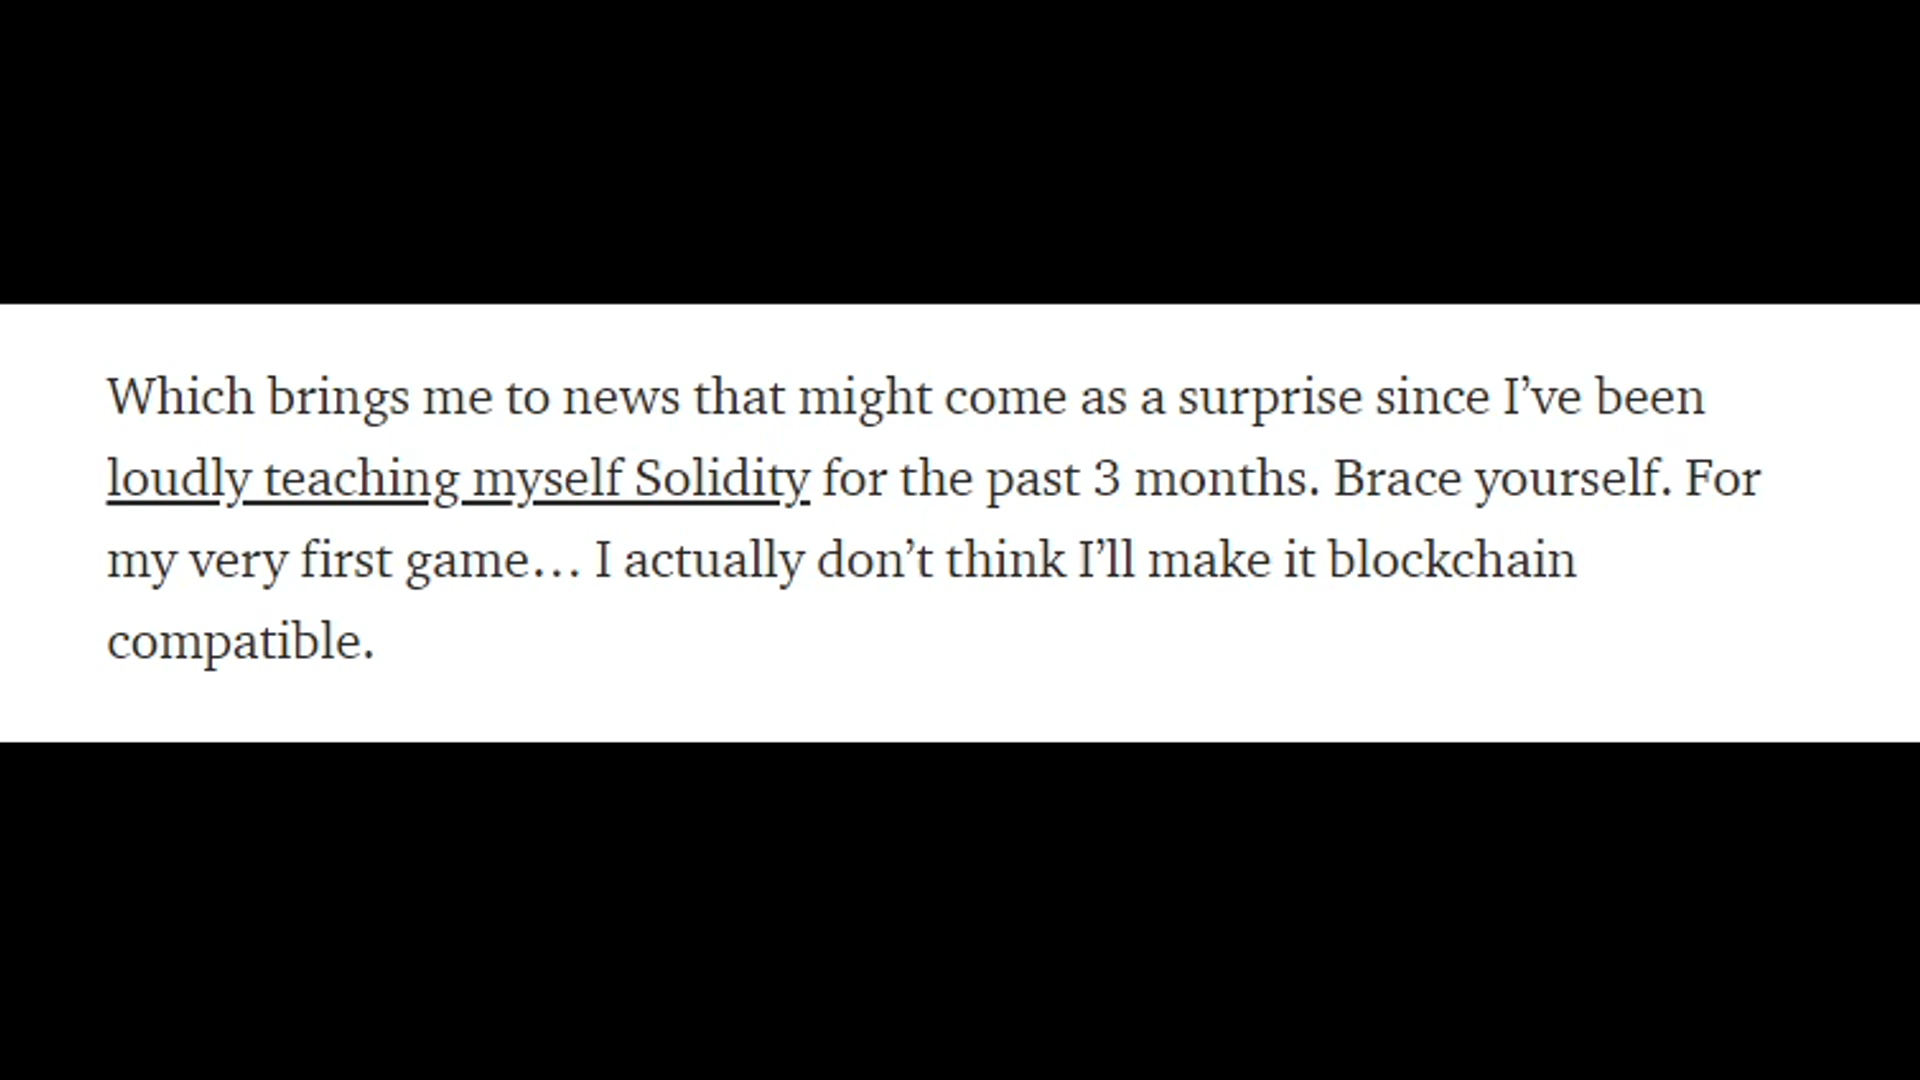 Which brings me to news that might come as a surprise since I’ve been
loudly teaching myself Solidity for the past 3 months. Brace yourself. For
my very first game… I actually don’t think I’ll make it blockchain
compatible.